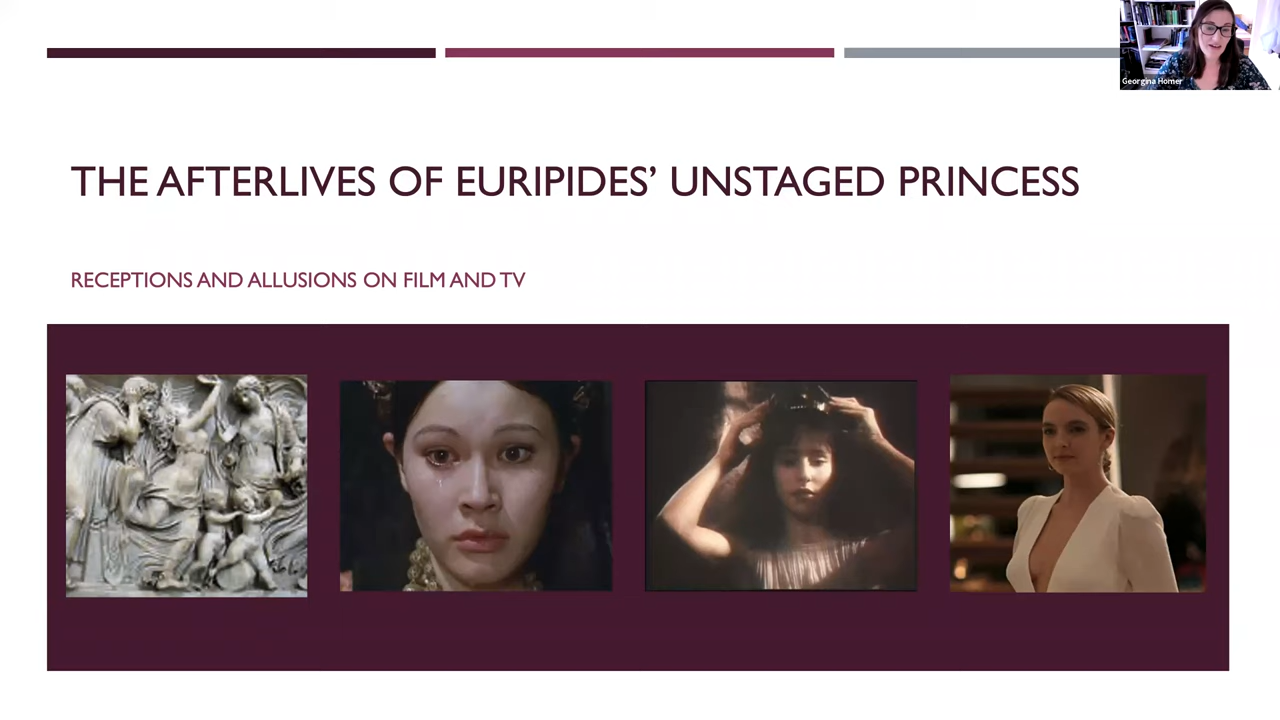 Georgina Homer
THE AFTERLIVES OF EURIPIDES’ UNSTAGED PRINCESS
RECEPTIONS AND ALLUSIONS ON FILM AND TV